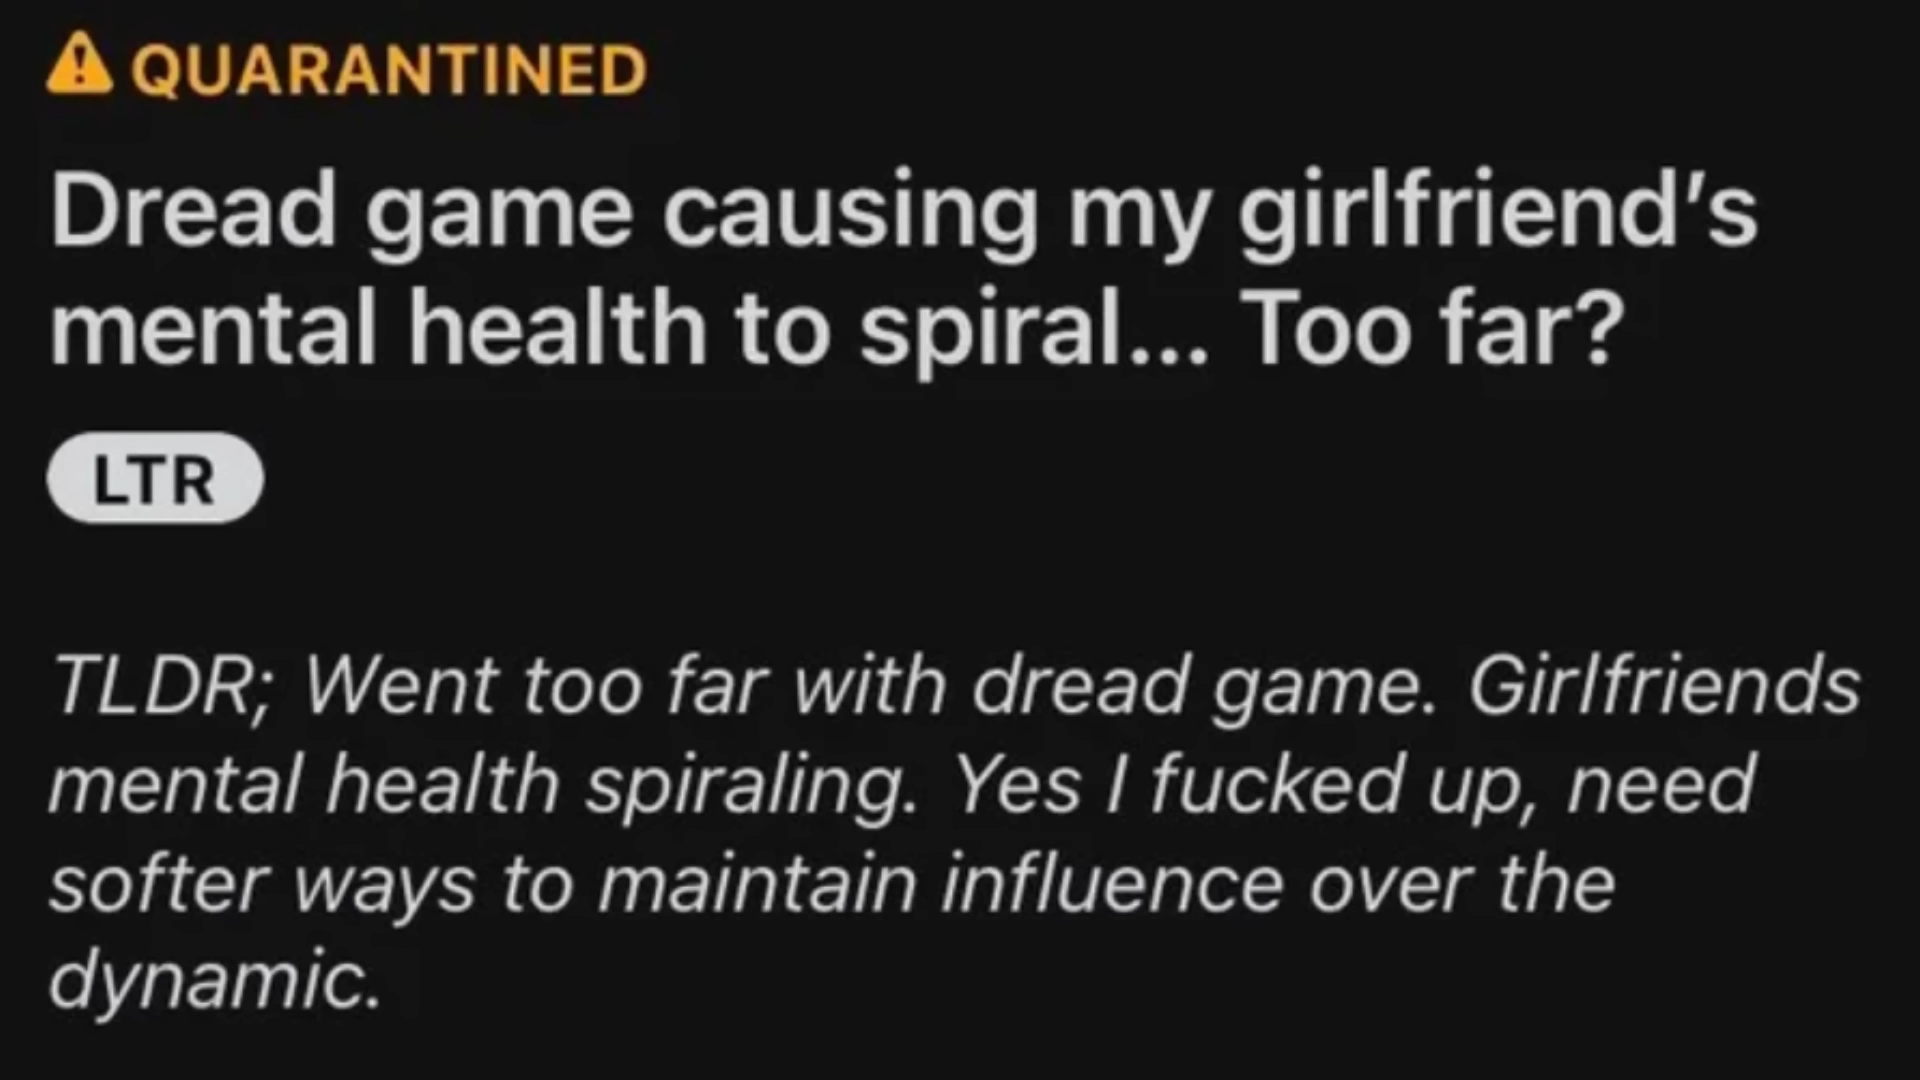 QUARANTINED
Dread game causing my girlfriend’s
mental health to spiral... Too far?
LTR
TLDR; Went too far with dread game. Girlfriends
mental health spiraling. Yes I fucked up, need
softer ways to maintain influence over the
dynamic.